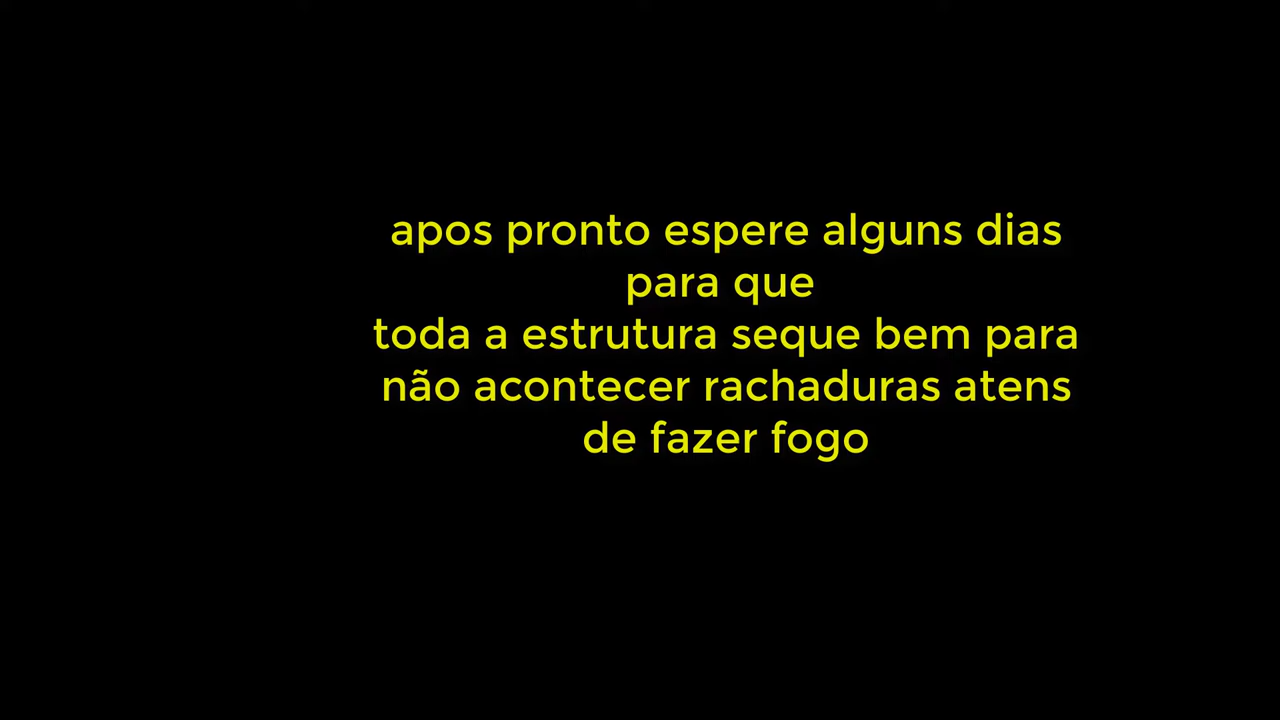 apos pronto espere alguns dias
para que
toda a estrutura seque bem para
não acontecer rachaduras atens
de fazer fogo